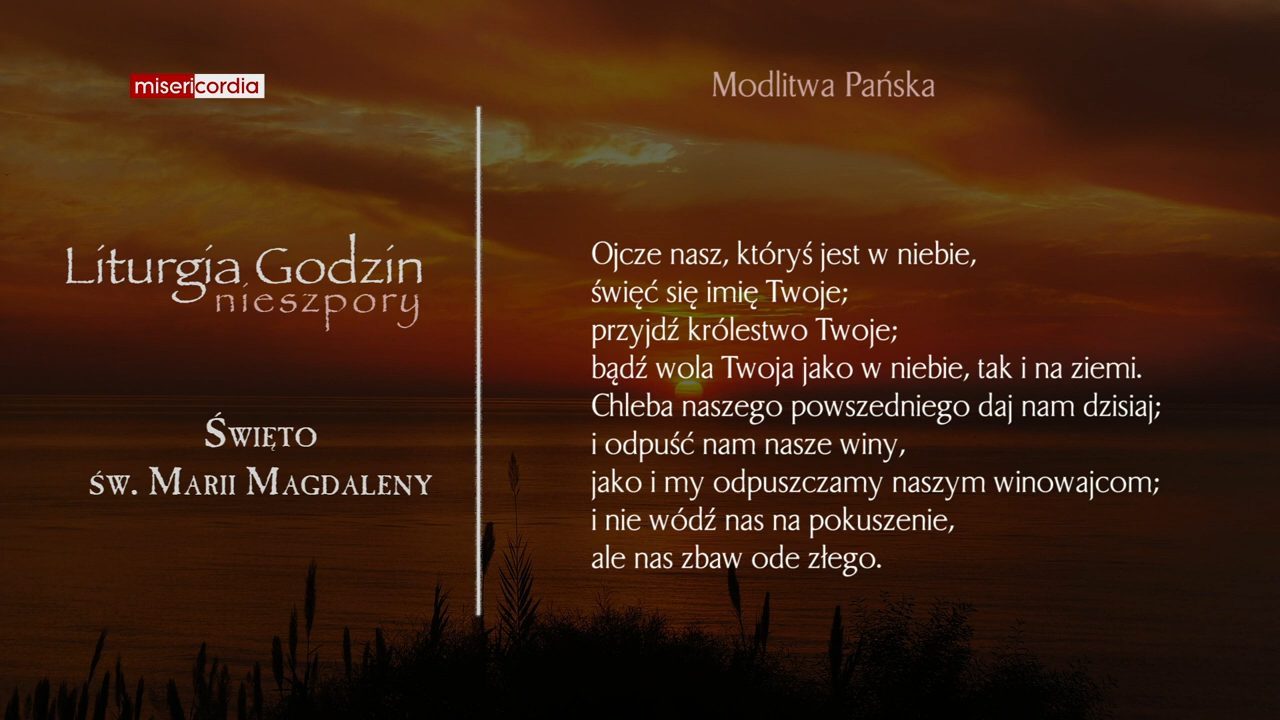 misericordia
Liturgia Godzin
nieszpory
Święto
św. Marii Magdaleny
Modlitwa Pańska
Ojcze nasz, któryś jest w niebie,
święć się imię Twoje;
przyjdź królestwo Twoje;
bądź wola Twoja jako w niebie, tak i na ziemi.
Chleba naszego powszedniego daj nam dzisiaj;
i odpuść nam nasze winy,
jako i my odpuszczamy naszym winowajcom;
i nie wódź nas na pokuszenie,
ale nas zbaw ode złego.